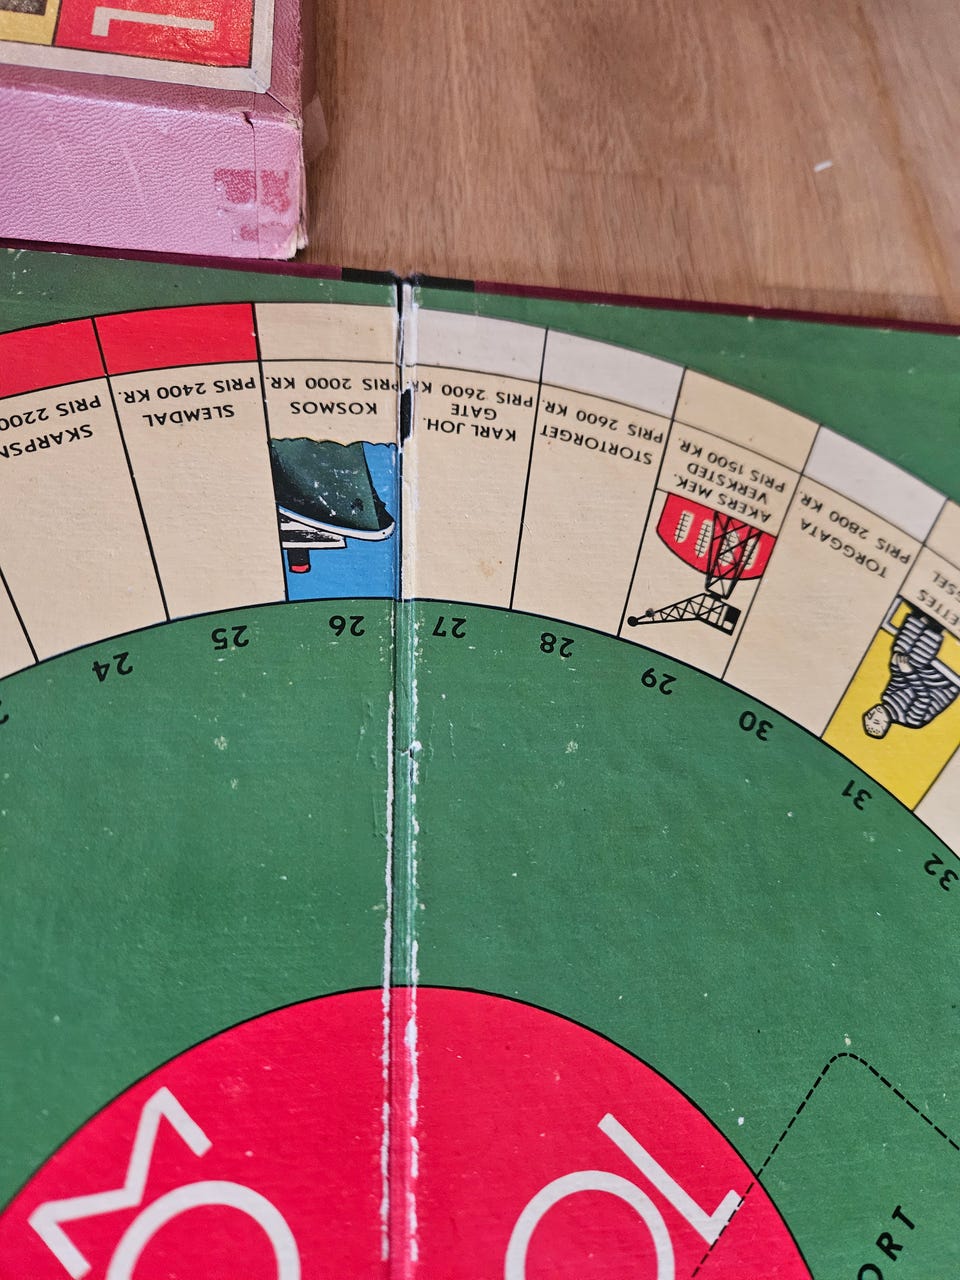 L
SKARPSN
PRIS 2200
SLEMDAL
PRIS 2400 KR.
KOSMOS
PRIS 2000 KR.
KARL JOH.
GATE
PRIS 2600 KR.
STORTORGET
PRIS 2600 KR.
AKERS MEK.
VERKSTED
PRIS 1500 KR.
TORGGATA
PRIS 2800 KR.
ETTES
SSEL
24
25
26
27
28
29
30
31
32
M
O
O
L
ORT